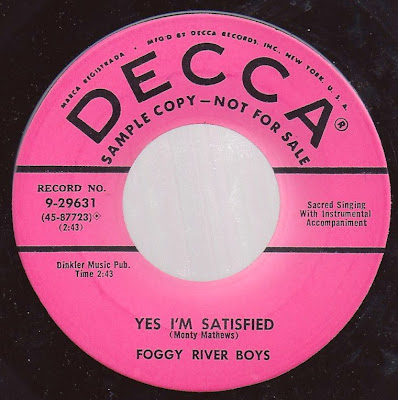 MARCA REGISTRADA • MFG'D BY DECCA RECORDS, INC., NEW YORK, U. S. A.
DECCA®
SAMPLE COPY—NOT FOR SALE
RECORD NO.
9-29631
(45-87723)
(2:43)
Sacred Singing
With Instrumental
Accompaniment
Dinkler Music Pub.
Time 2:43
YES I'M SATISFIED
(Monty Mathews)
FOGGY RIVER BOYS